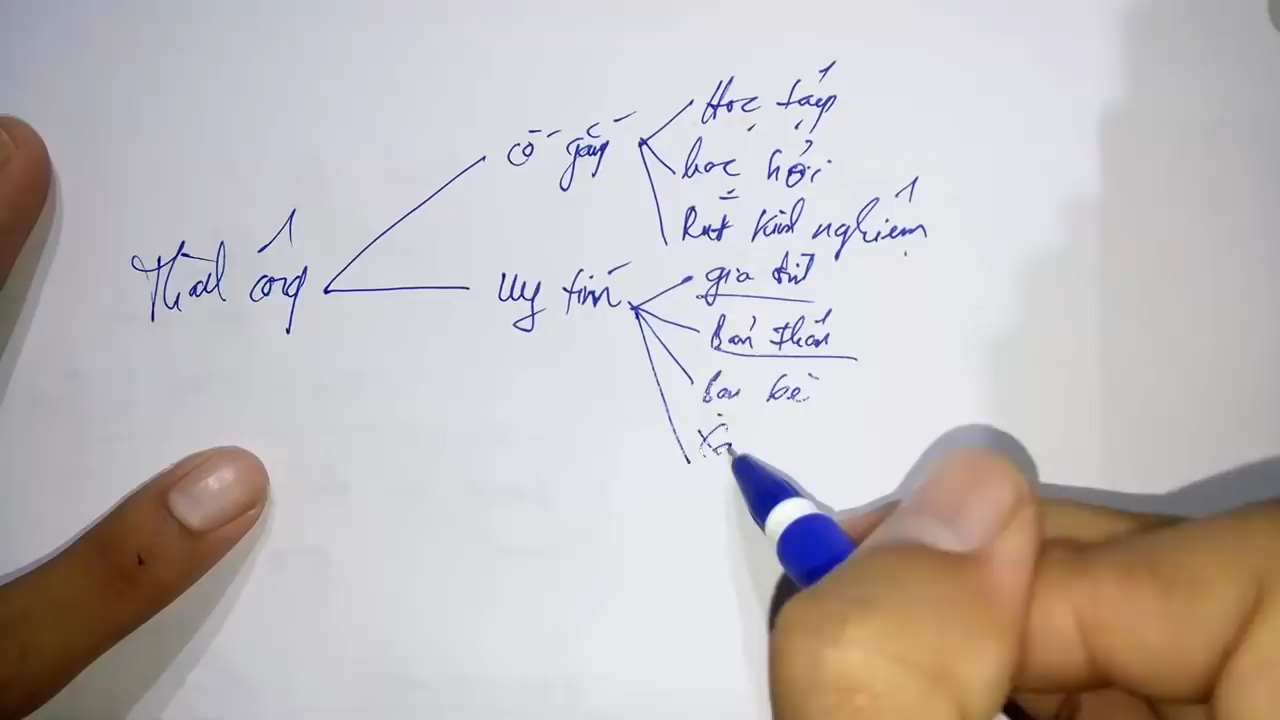 Thành công
cố gắng
Học tập
học hỏi
Rút kinh nghiệm
Uy tín
gia đình
Bản thân
Bạn bè